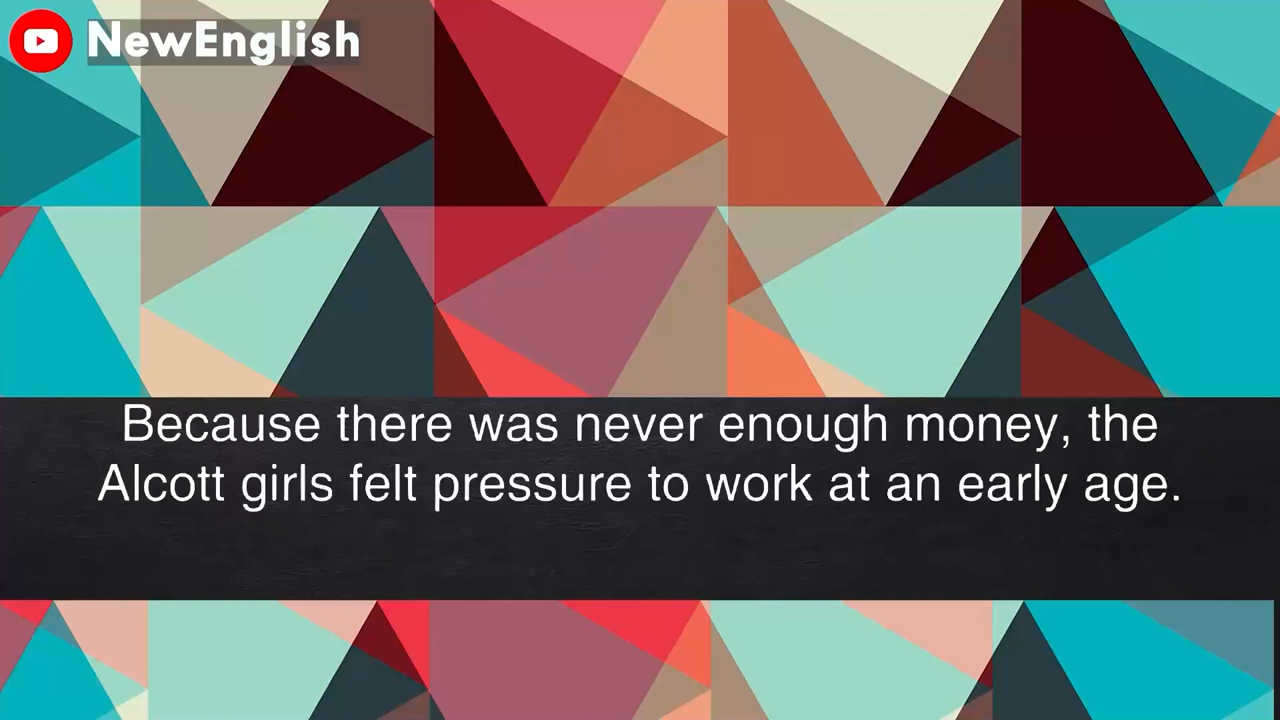 NewEnglish
Because there was never enough money, the
Alcott girls felt pressure to work at an early age.